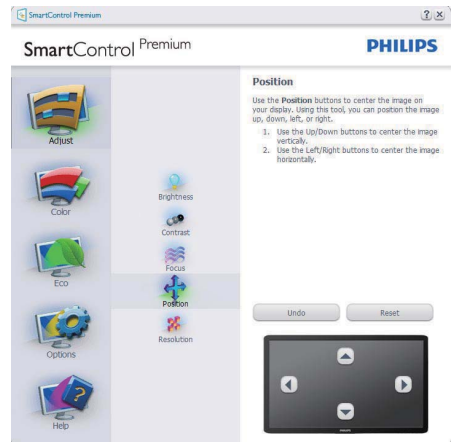 SmartControl Premium
? x
SmartControl Premium
PHILIPS
Adjust
Color
Eco
Options
Help
Brightness
Contrast
Focus
Position
Resolution
Position
Use the Position buttons to center the image on
your display. Using this tool, you can position the image
up, down, left, or right.
1. Use the Up/Down buttons to center the image
vertically.
2. Use the Left/Right buttons to center the image
horizontally.
Undo
Reset